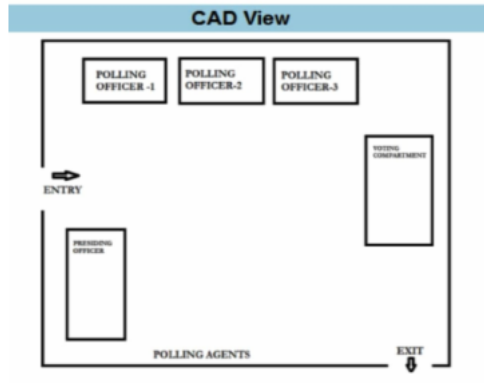 CAD View
POLLING
OFFICER -1
POLLING
OFFICER-2
POLLING
OFFICER-3
VOTING
COMPARTMENT
ENTRY
PRESIDING
OFFICER
POLLING AGENTS
EXIT